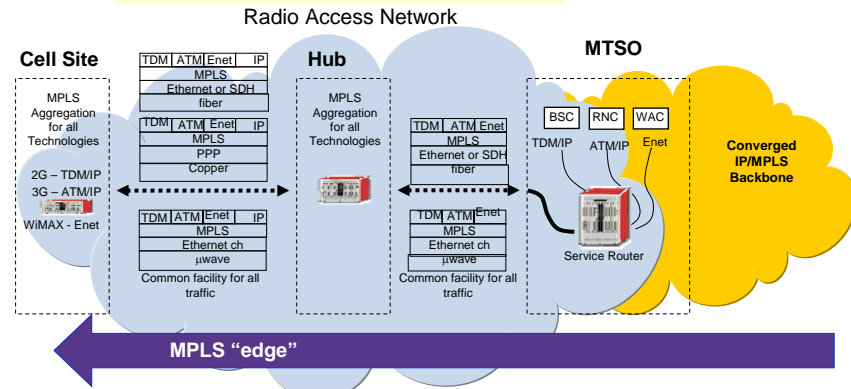 Radio Access Network
Cell Site
MPLS
Aggregation
for all
Technologies
2G – TDM/IP
3G – ATM/IP
WiMAX - Enet
TDM ATM Enet IP
MPLS
Ethernet or SDH
fiber
TDM ATM Enet IP
MPLS
PPP
Copper
TDM ATM Enet IP
MPLS
Ethernet ch
μwave
Common facility for all
traffic
Hub
MPLS
Aggregation
for all
Technologies
TDM ATM Enet
MPLS
Ethernet or SDH
fiber
TDM ATM Enet
MPLS
Ethernet ch
μwave
Common facility for all
traffic
MTSO
BSC RNC WAC
TDM/IP ATM/IP Enet
Service Router
Converged
IP/MPLS
Backbone
MPLS “edge”